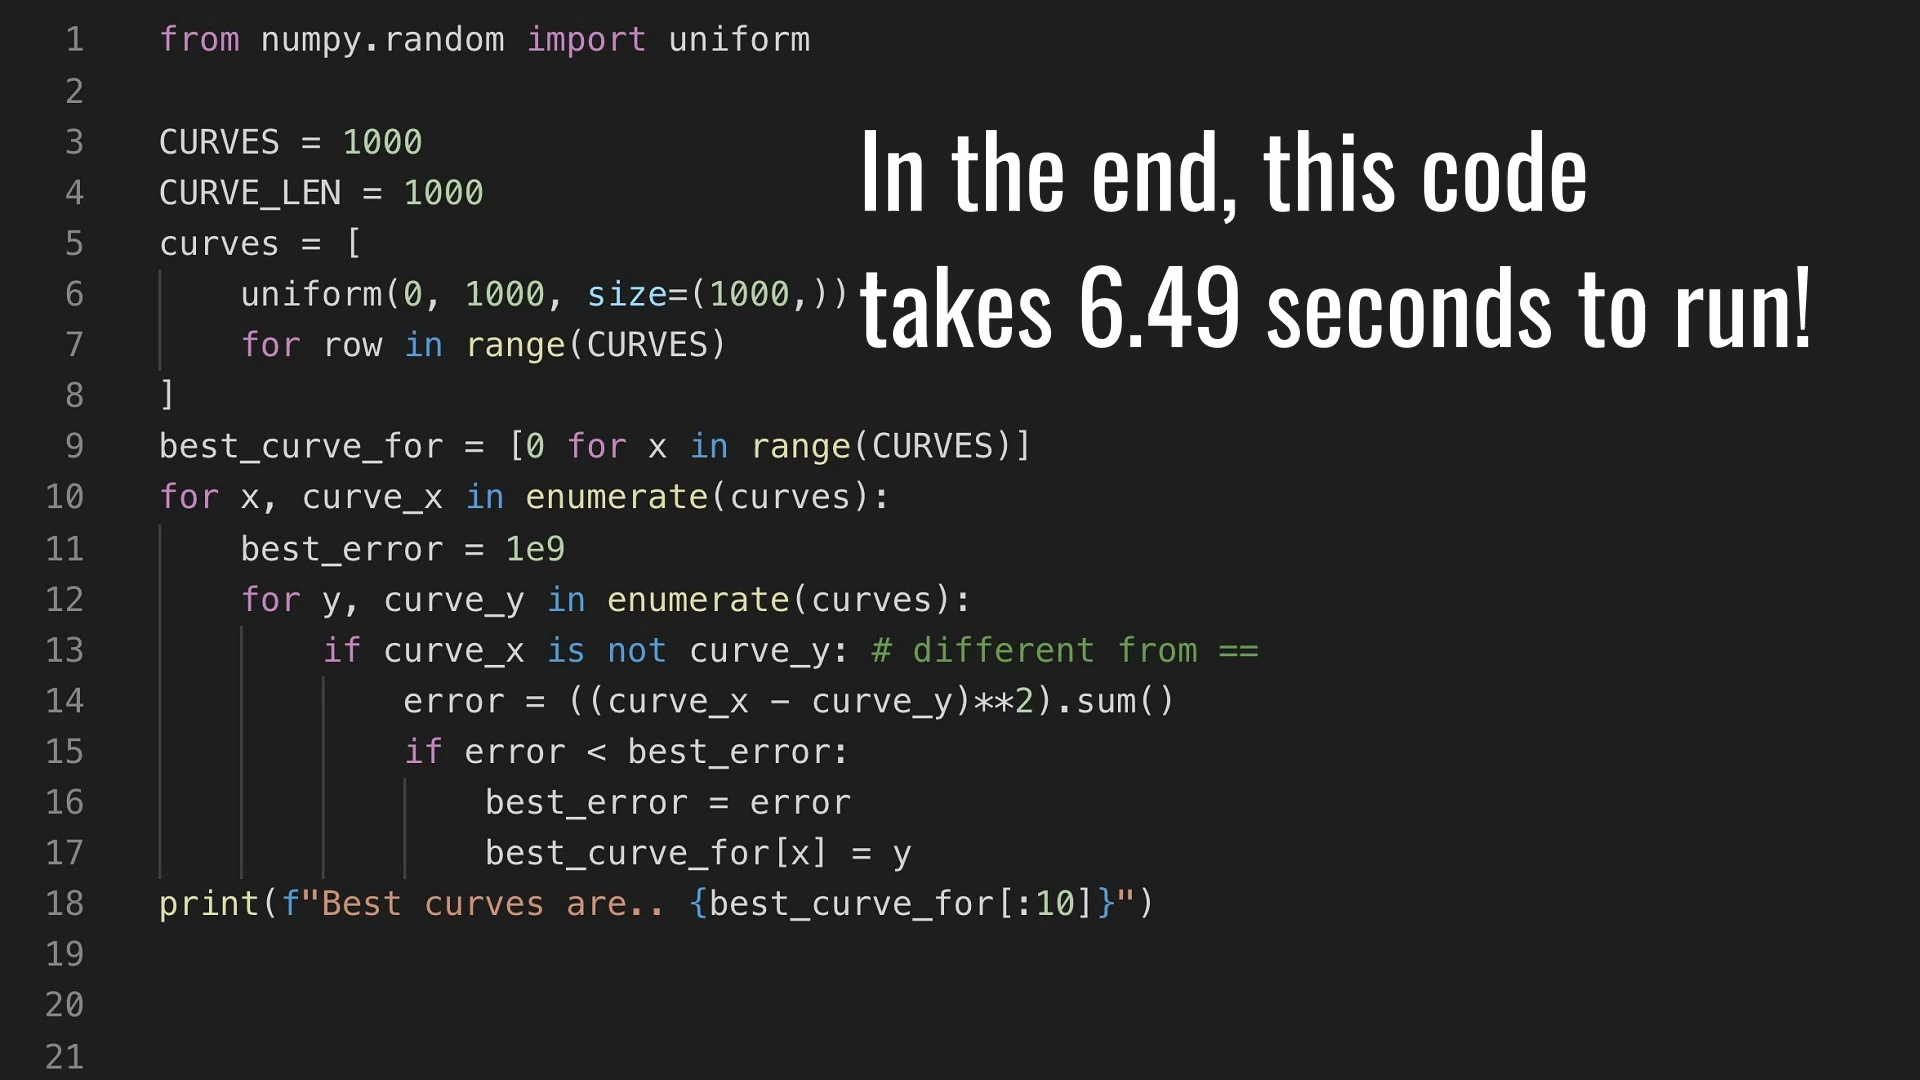 1 from numpy.random import uniform
2
3 CURVES = 1000
4 CURVE_LEN = 1000
5 curves = [
6     uniform(0, 1000, size=(1000,))
7     for row in range(CURVES)
8 ]
9 best_curve_for = [0 for x in range(CURVES)]
10 for x, curve_x in enumerate(curves):
11     best_error = 1e9
12     for y, curve_y in enumerate(curves):
13         if curve_x is not curve_y: # different from ==
14             error = ((curve_x - curve_y)**2).sum()
15             if error < best_error:
16                 best_error = error
17                 best_curve_for[x] = y
18 print(f"Best curves are.. {best_curve_for[:10]}")
19
20
21
In the end, this code
takes 6.49 seconds to run!